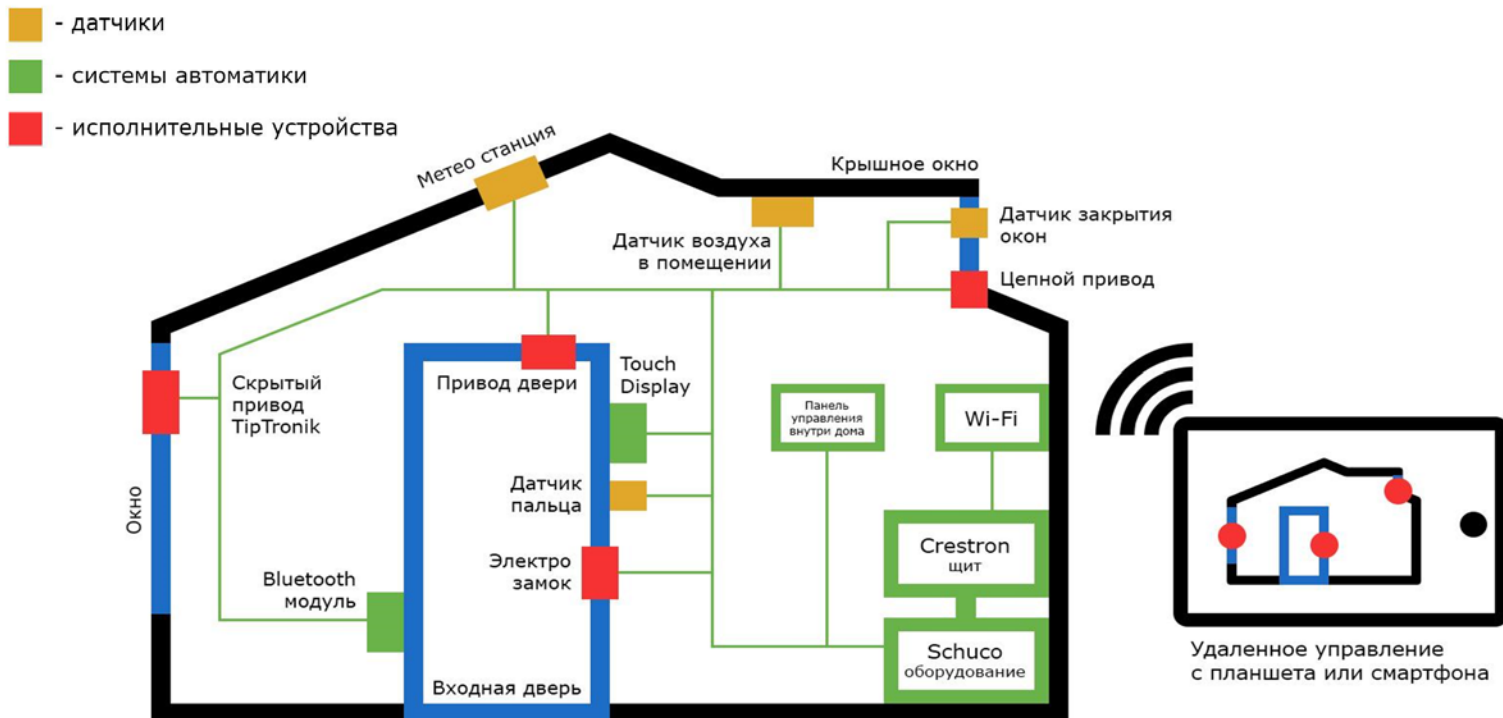 - датчики
- системы автоматики
- исполнительные устройства
Метео станция
Крышное окно
Датчик воздуха
в помещении
Датчик закрытия
окон
Цепной привод
Скрытый
привод
TipTronik
Окно
Привод двери
Touch
Display
Датчик
пальца
Электро
замок
Bluetooth
модуль
Входная дверь
Панель
управления
внутри дома
Wi-Fi
Crestron
щит
Schuco
оборудование
Удаленное управление
с планшета или смартфона